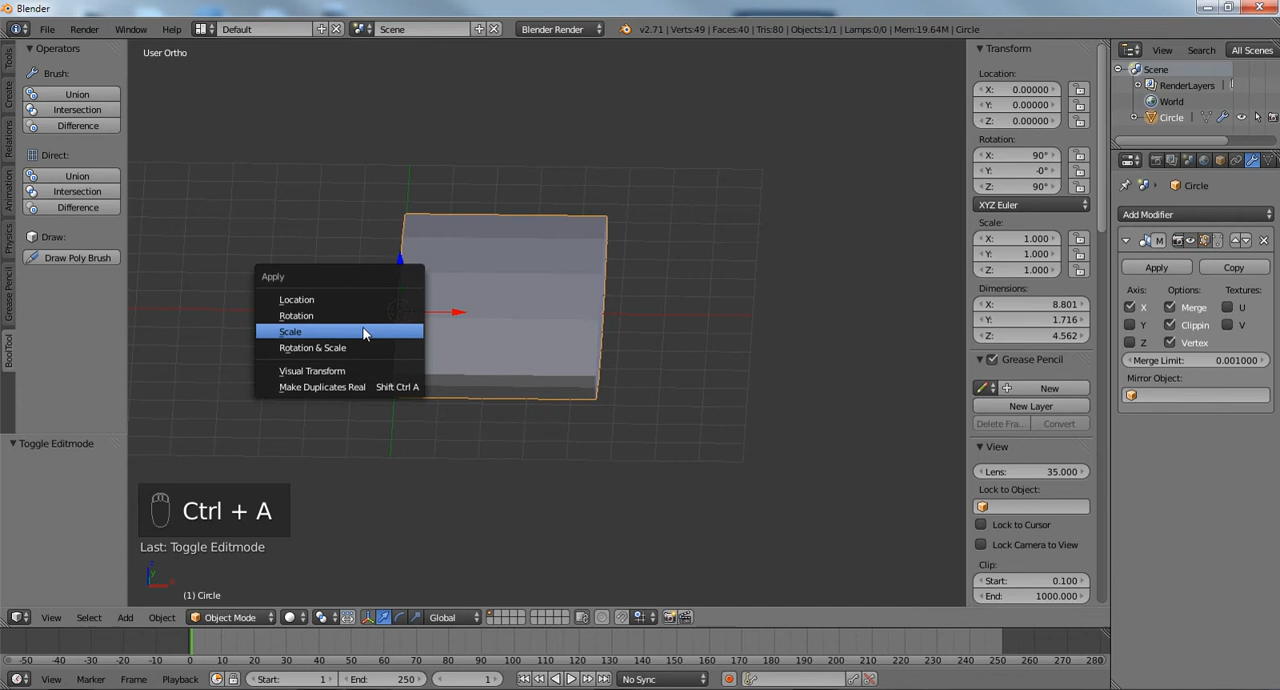 Blender
File Render Window Help Default Scene Blender Render v2.71 | Verts:49 | Faces:40 | Tris:80 | Objects:1/1 | Lamps:0/0 | Mem:19.64M | Circle
Operators
Brush:
Union
Intersection
Difference
Direct:
Union
Intersection
Difference
Draw:
Draw Poly Brush
Toggle Editmode
Tools
Create
Relations
Animation
Physics
Grease Pencil
BoolTool
User Ortho
Apply
Location
Rotation
Scale
Rotation & Scale
Visual Transform
Make Duplicates Real Shift Ctrl A
Ctrl + A
Last: Toggle Editmode
(1) Circle
Transform
Location:
X: 0.00000
Y: 0.00000
Z: 0.00000
Rotation:
X: 90°
Y: -0°
Z: 90°
XYZ Euler
Scale:
X: 1.000
Y: 1.000
Z: 1.000
Dimensions:
X: 8.801
Y: 1.716
Z: 4.562
Grease Pencil
New
New Layer
Delete Fra... Convert
View
Lens: 35.000
Lock to Object:
Lock to Cursor
Lock Camera to View
Clip:
Start: 0.100
End: 1000.000
View Search All Scenes
Scene
RenderLayers
World
Circle
Circle
Add Modifier
M
Apply Copy
Axis: Options: Textures:
X Merge U
Y Clippin V
Z Vertex
Merge Limit: 0.001000
Mirror Object:
View Select Add Object Object Mode Global
-50 -40 -30 -20 -10 0 10 20 30 40 50 60 70 80 90 100 110 120 130 140 150 160 170 180 190 200 210 220 230 240 250 260 270 280
View Marker Frame Playback Start: 1 End: 250 1 No Sync